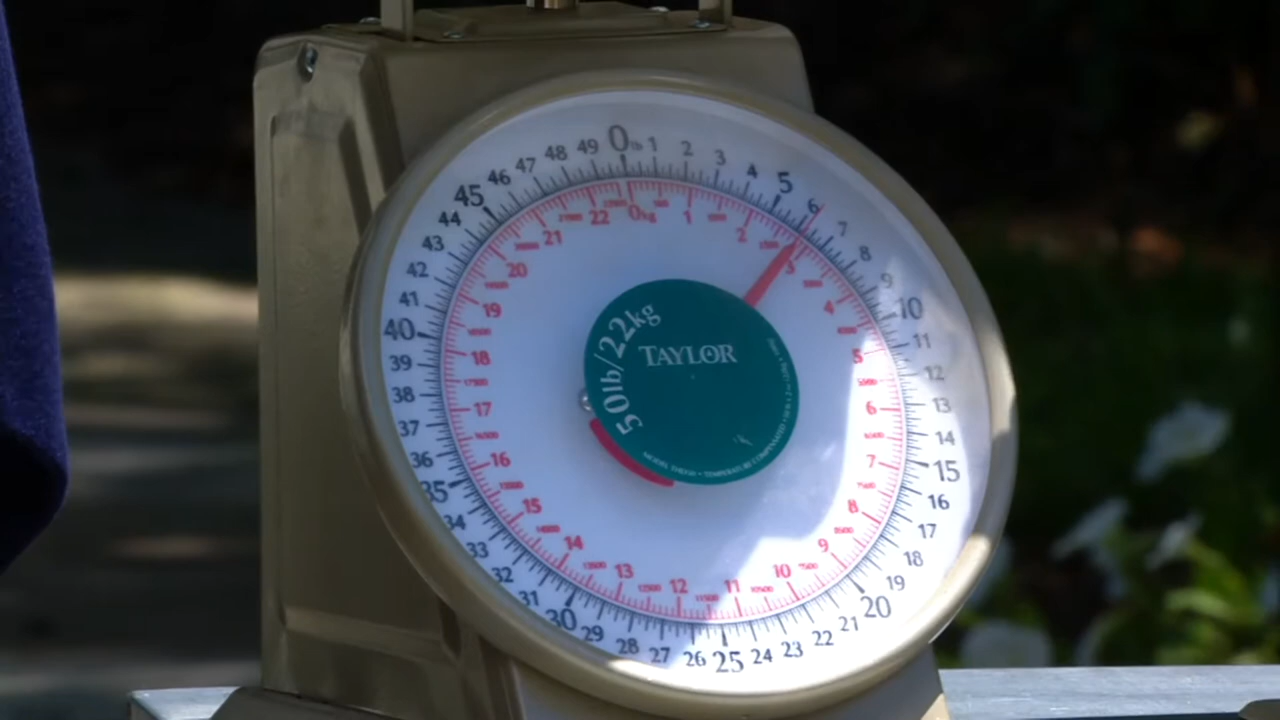 0 lb 1 2 3 4 5 6 7 8 9 10 11 12 13 14 15 16 17 18 19 20 21 22 23 24 25 26 27 28 29 30 31 32 33 34 35 36 37 38 39 40 41 42 43 44 45 46 47 48 49
0kg 1 2 3 4 5 6 7 8 9 10 11 12 13 14 15 16 17 18 19 20 21 22
50lb/22kg
TAYLOR